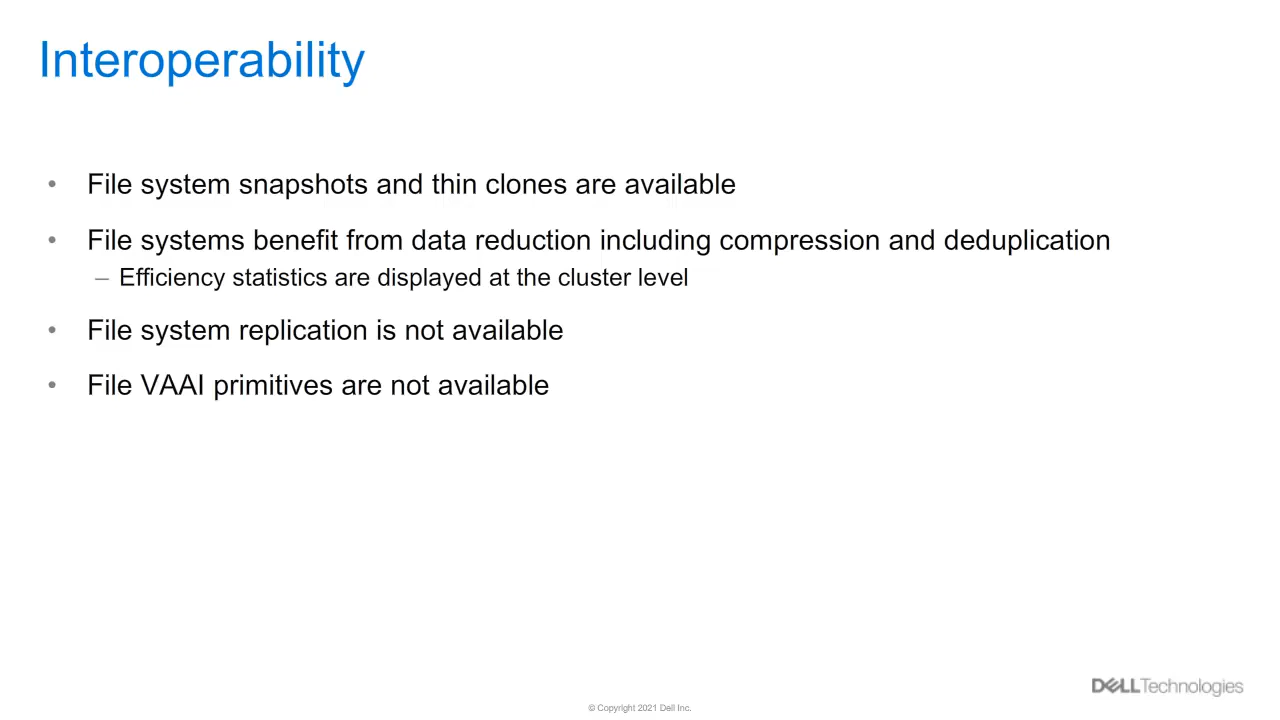 Interoperability
• File system snapshots and thin clones are available
• File systems benefit from data reduction including compression and deduplication
– Efficiency statistics are displayed at the cluster level
• File system replication is not available
• File VAAI primitives are not available
DELL Technologies
© Copyright 2021 Dell Inc.